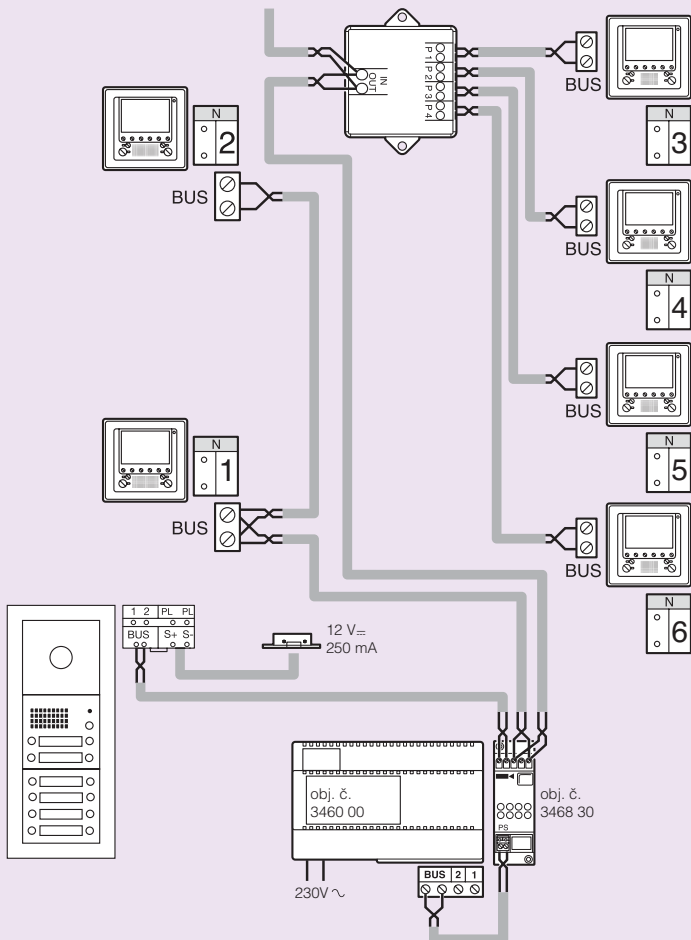 IN
OUT
P1
P2
P3
P4
BUS
N
3
N
2
BUS
BUS
N
4
BUS
N
5
N
1
BUS
BUS
N
6
1 2 PL PL
BUS S+ S-
12 V⎓
250 mA
obj. č.
3460 00
obj. č.
3468 30
PS
230V ~
BUS 2 1